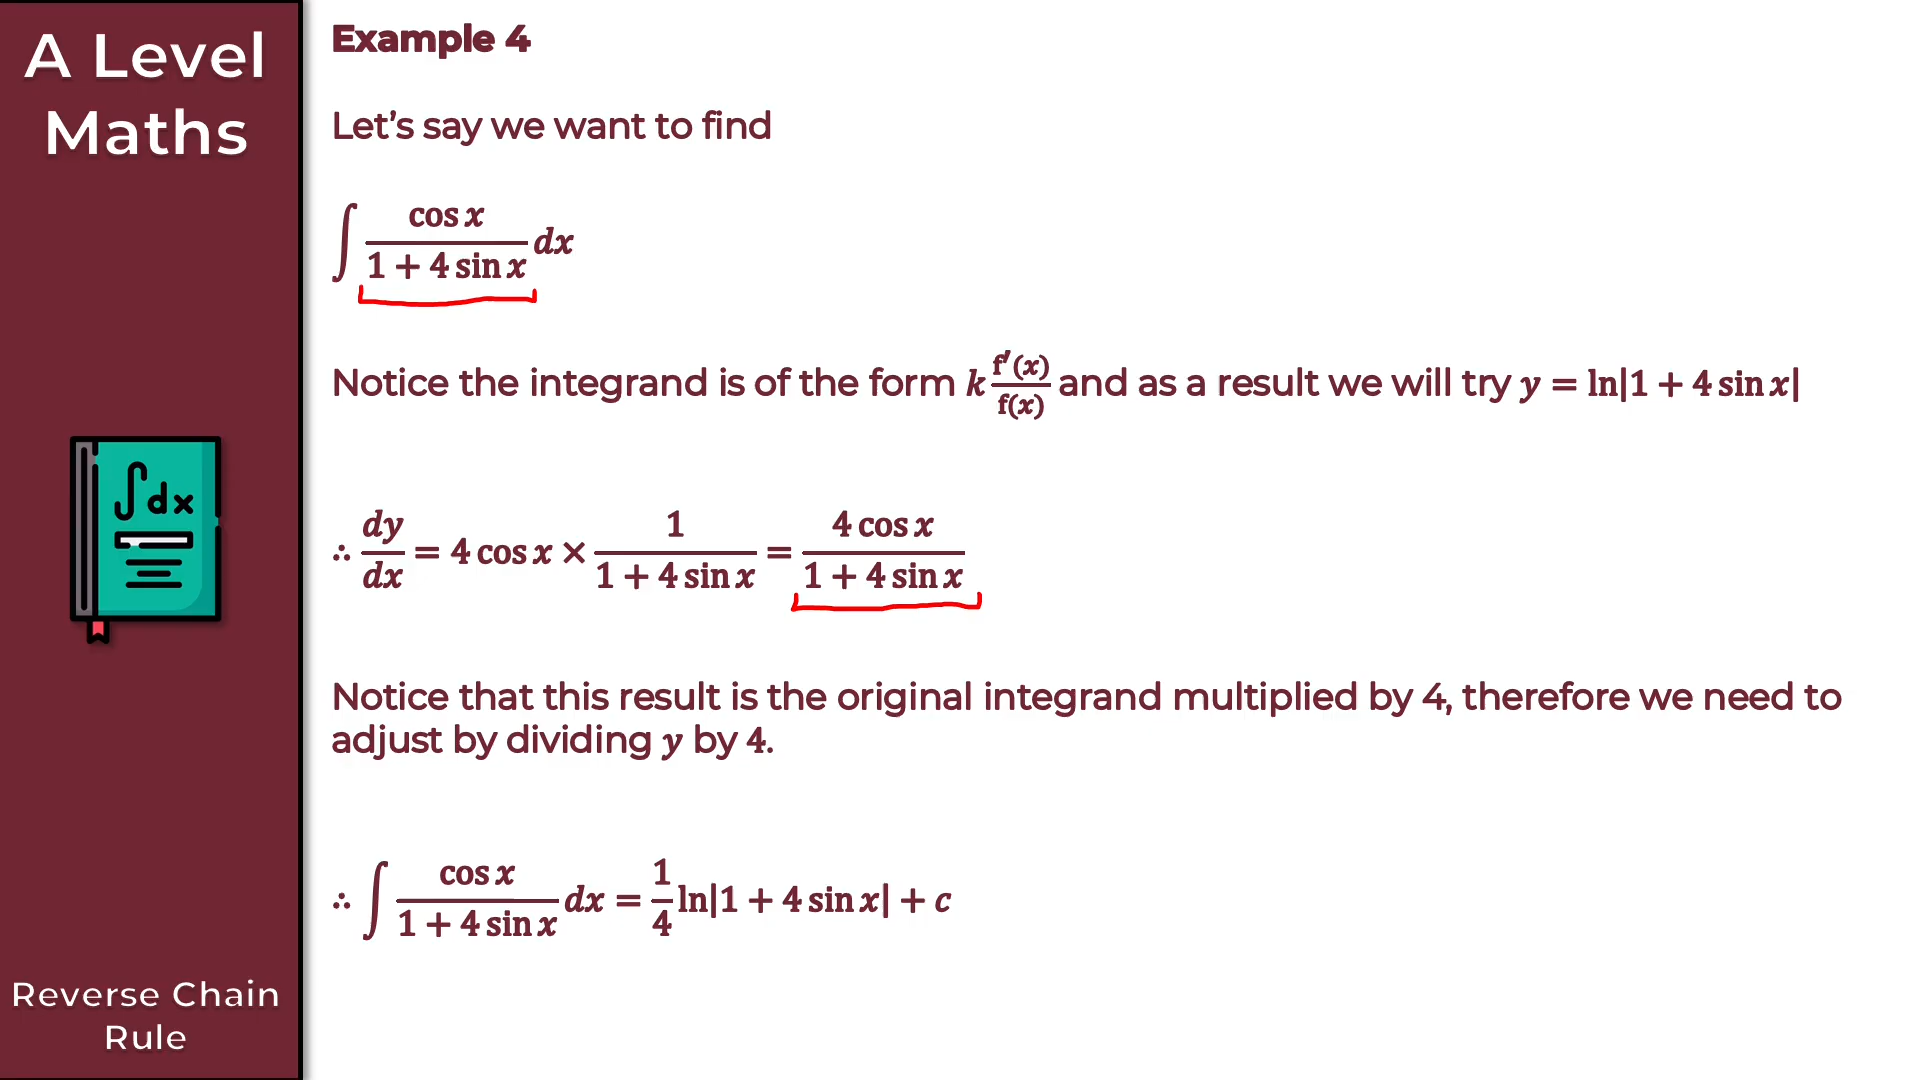 A Level
Maths
Example 4
Let's say we want to find
∫ cos x / (1 + 4 sin x) dx
Notice the integrand is of the form k f′(x)/f(x) and as a result we will try y = ln|1 + 4 sin x|
∫dx
∴ dy/dx = 4 cos x × 1/(1 + 4 sin x) = 4 cos x/(1 + 4 sin x)
Notice that this result is the original integrand multiplied by 4, therefore we need to
adjust by dividing y by 4.
∴ ∫ cos x/(1 + 4 sin x) dx = 1/4 ln|1 + 4 sin x| + c
Reverse Chain
Rule